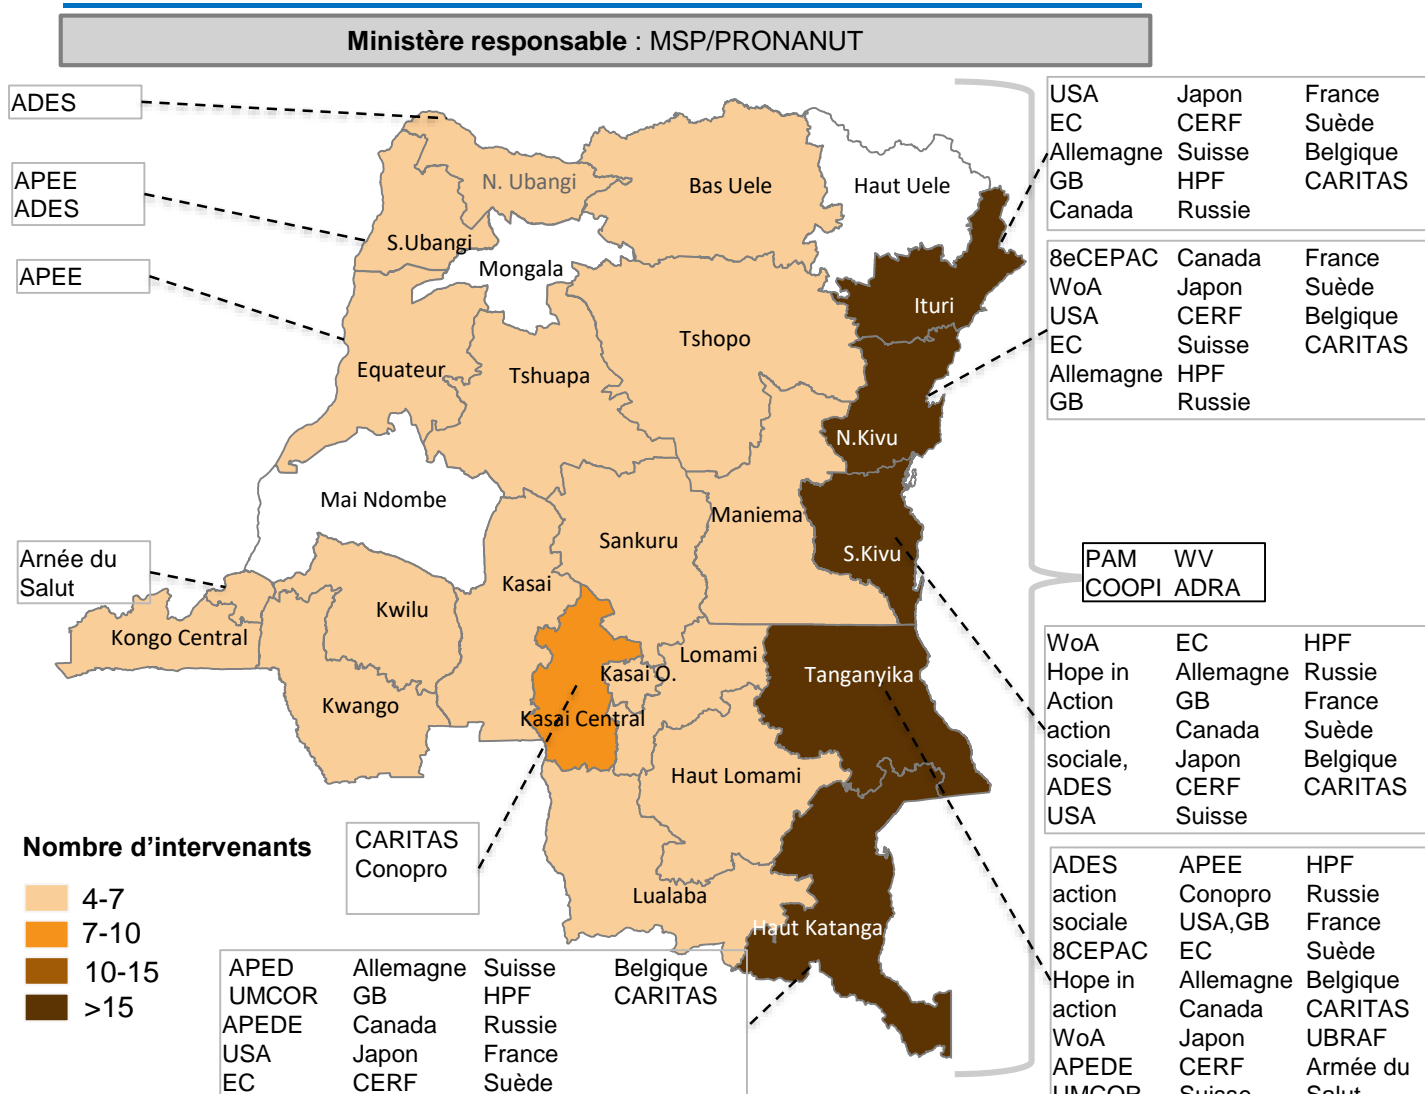 Ministère responsable : MSP/PRONANUT
ADES
APEE
ADES
APEE
Arnée du
Salut
N. Ubangi
Bas Uele
Haut Uele
S.Ubangi
Mongala
Ituri
Tshopo
Equateur
Tshuapa
N.Kivu
Mai Ndombe
Maniema
Sankuru
S.Kivu
Kasai
Kwilu
Kongo Central
Lomami
Kasai O.
Tanganyika
Kwango
Kasai Central
Haut Lomami
Lualaba
Haut Katanga
USA Japon France
EC CERF Suède
Allemagne Suisse Belgique
GB HPF CARITAS
Canada Russie
8eCEPAC Canada France
WoA Japon Suède
USA CERF Belgique
EC Suisse CARITAS
Allemagne HPF
GB Russie
PAM WV
COOPI ADRA
WoA EC HPF
Hope in Allemagne Russie
Action GB France
action Canada Suède
sociale, Japon Belgique
ADES CERF CARITAS
USA Suisse
ADES APEE HPF
action Conopro Russie
sociale USA,GB France
8CEPAC EC Suède
Hope in Allemagne Belgique
action Canada CARITAS
WoA Japon UBRAF
APEDE CERF Armée du
UMCOR Suisse Salut
CARITAS
Conopro
Nombre d’intervenants
4-7
7-10
10-15
>15
APED Allemagne Suisse Belgique
UMCOR GB HPF CARITAS
APEDE Canada Russie
USA Japon France
EC CERF Suède